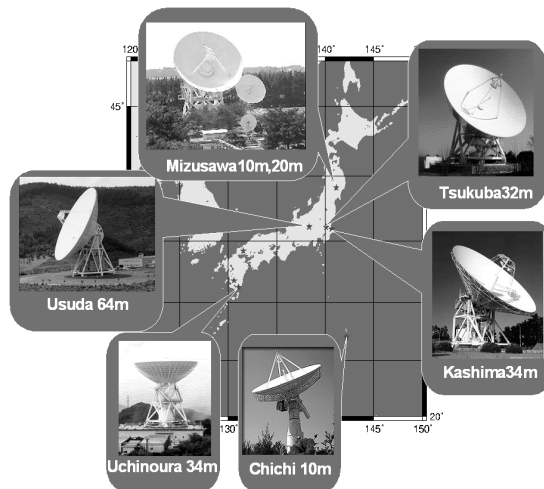 120
140°
145°
45°
Mizusawa10m,20m
Tsukuba32m
Usuda 64m
Kashima34m
Uchinoura 34m
Chichi 10m
130°
145°
150°
20°